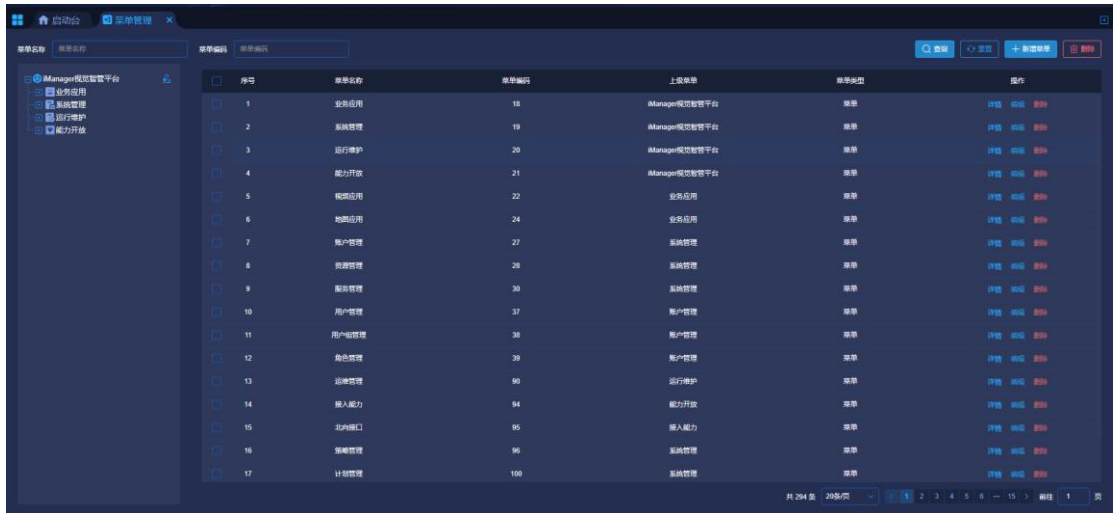 启动台 菜单管理 ×
菜单名称 菜单名称 菜单编码 菜单编码 查询 重置 + 新增菜单 删除
iManager视觉智管平台
业务应用
系统管理
运行维护
能力开放
序号 菜单名称 菜单编码 上级菜单 菜单类型 操作
1 业务应用 18 iManager视觉智管平台 菜单 详情 编辑 删除
2 系统管理 19 iManager视觉智管平台 菜单 详情 编辑 删除
3 运行维护 20 iManager视觉智管平台 菜单 详情 编辑 删除
4 能力开放 21 iManager视觉智管平台 菜单 详情 编辑 删除
5 视频应用 22 业务应用 菜单 详情 编辑 删除
6 地图应用 24 业务应用 菜单 详情 编辑 删除
7 账户管理 27 系统管理 菜单 详情 编辑 删除
8 资源管理 28 系统管理 菜单 详情 编辑 删除
9 服务管理 30 系统管理 菜单 详情 编辑 删除
10 用户管理 37 账户管理 菜单 详情 编辑 删除
11 用户组管理 38 账户管理 菜单 详情 编辑 删除
12 角色管理 39 账户管理 菜单 详情 编辑 删除
13 运维管理 90 运行维护 菜单 详情 编辑 删除
14 接入能力 94 能力开放 菜单 详情 编辑 删除
15 北向接口 95 接入能力 菜单 详情 编辑 删除
16 策略管理 96 系统管理 菜单 详情 编辑 删除
17 计划管理 100 系统管理 菜单 详情 编辑 删除
共 294 条 20条/页 < 1 2 3 4 5 6 ··· 15 > 前往 1 页